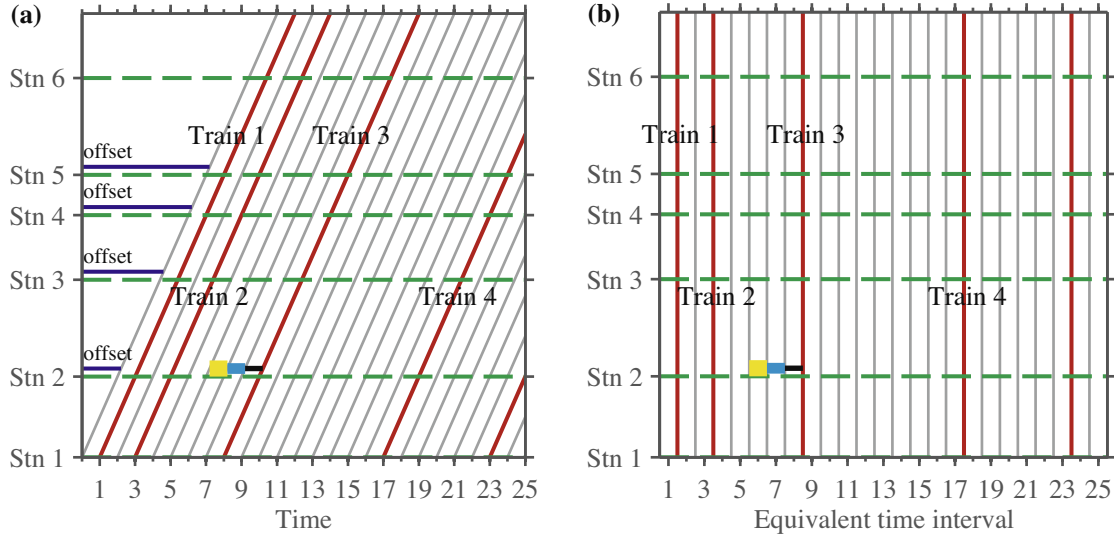 (a)
Stn 6
Train 1
Train 3
offset
Stn 5
offset
Stn 4
offset
Stn 3
Train 2
Train 4
offset
Stn 2
Stn 1
1 3 5 7 9 11 13 15 17 19 21 23 25
Time
(b)
Stn 6
Train 1
Train 3
Stn 5
Stn 4
Stn 3
Train 2
Train 4
Stn 2
Stn 1
1 3 5 7 9 11 13 15 17 19 21 23 25
Equivalent time interval